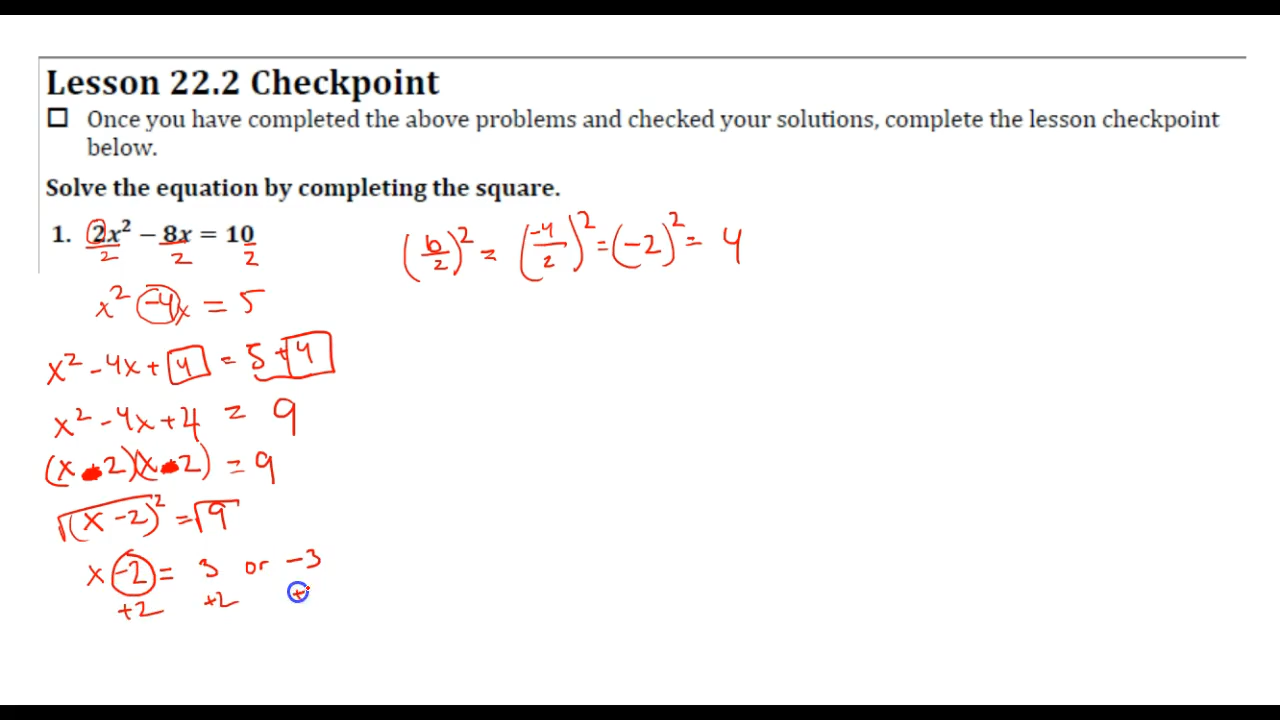 Lesson 22.2 Checkpoint
☐ Once you have completed the above problems and checked your solutions, complete the lesson checkpoint
below.
Solve the equation by completing the square.
1. 2x²/2 − 8x/2 = 10/2
(b/2)² = (-4/2)² = (-2)² = 4
x² -4x = 5
x² - 4x + 4 = 5 + 4
x² - 4x + 4 = 9
(x - 2)(x - 2) = 9
√(x - 2)² = √9
x -2 = 3 or -3
+2 +2 +